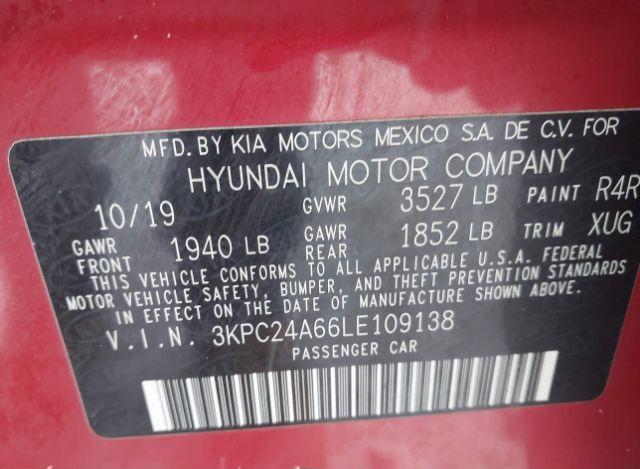 MFD. BY KIA MOTORS MEXICO S.A. DE C.V. FOR
HYUNDAI MOTOR COMPANY
10/19 GVWR 3527 LB PAINT R4R
GAWR FRONT 1940 LB GAWR REAR 1852 LB TRIM XUG
THIS VEHICLE CONFORMS TO ALL APPLICABLE U.S.A. FEDERAL
MOTOR VEHICLE SAFETY, BUMPER, AND THEFT PREVENTION STANDARDS
IN EFFECT ON THE DATE OF MANUFACTURE SHOWN ABOVE.
V.I.N. 3KPC24A66LE109138
PASSENGER CAR